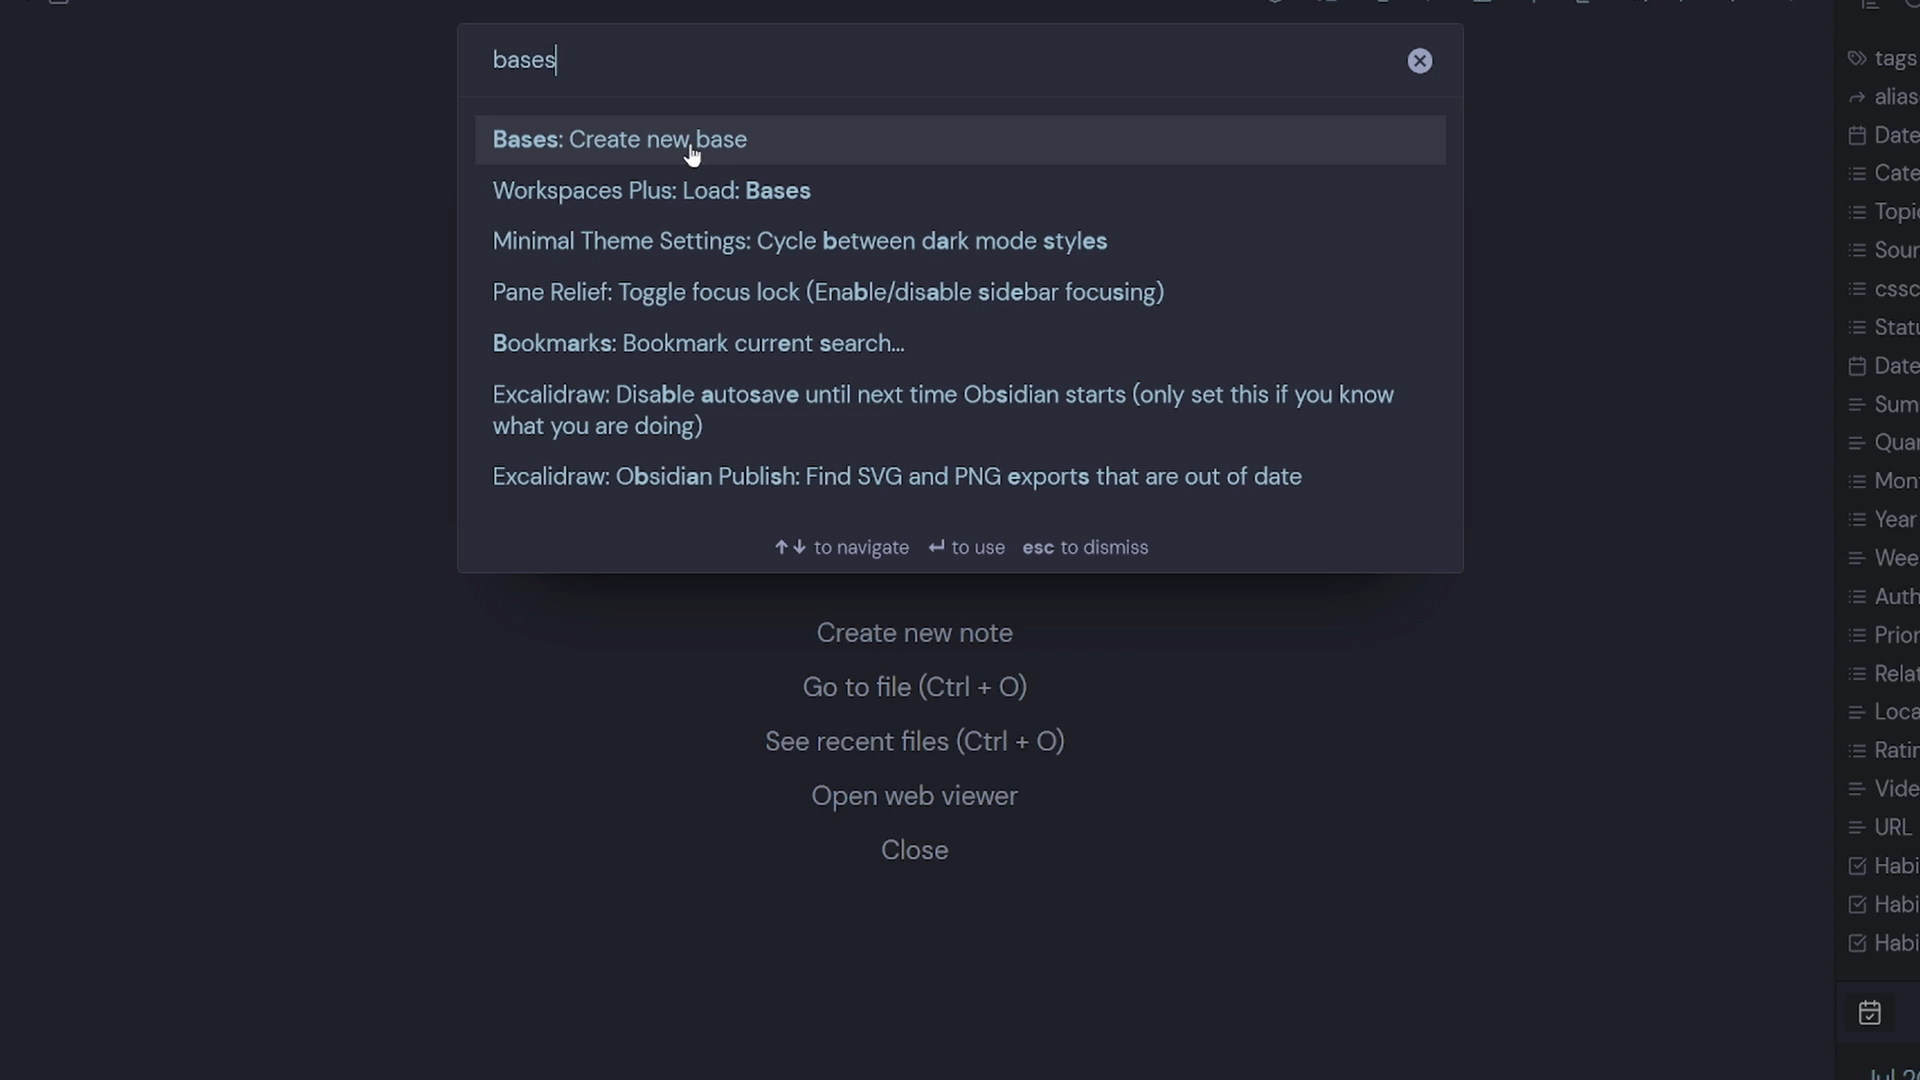 bases
Bases: Create new base
Workspaces Plus: Load: Bases
Minimal Theme Settings: Cycle between dark mode styles
Pane Relief: Toggle focus lock (Enable/disable sidebar focusing)
Bookmarks: Bookmark current search...
Excalidraw: Disable autosave until next time Obsidian starts (only set this if you know
what you are doing)
Excalidraw: Obsidian Publish: Find SVG and PNG exports that are out of date
to navigate to use esc to dismiss
Create new note
Go to file (Ctrl + O)
See recent files (Ctrl + O)
Open web viewer
Close
tags
alias
Date
Cate
Topi
Sour
cssc
Statu
Date
Sum
Quar
Mont
Year
Wee
Auth
Prior
Relat
Loca
Ratin
Vide
URL
Habi
Habi
Habi